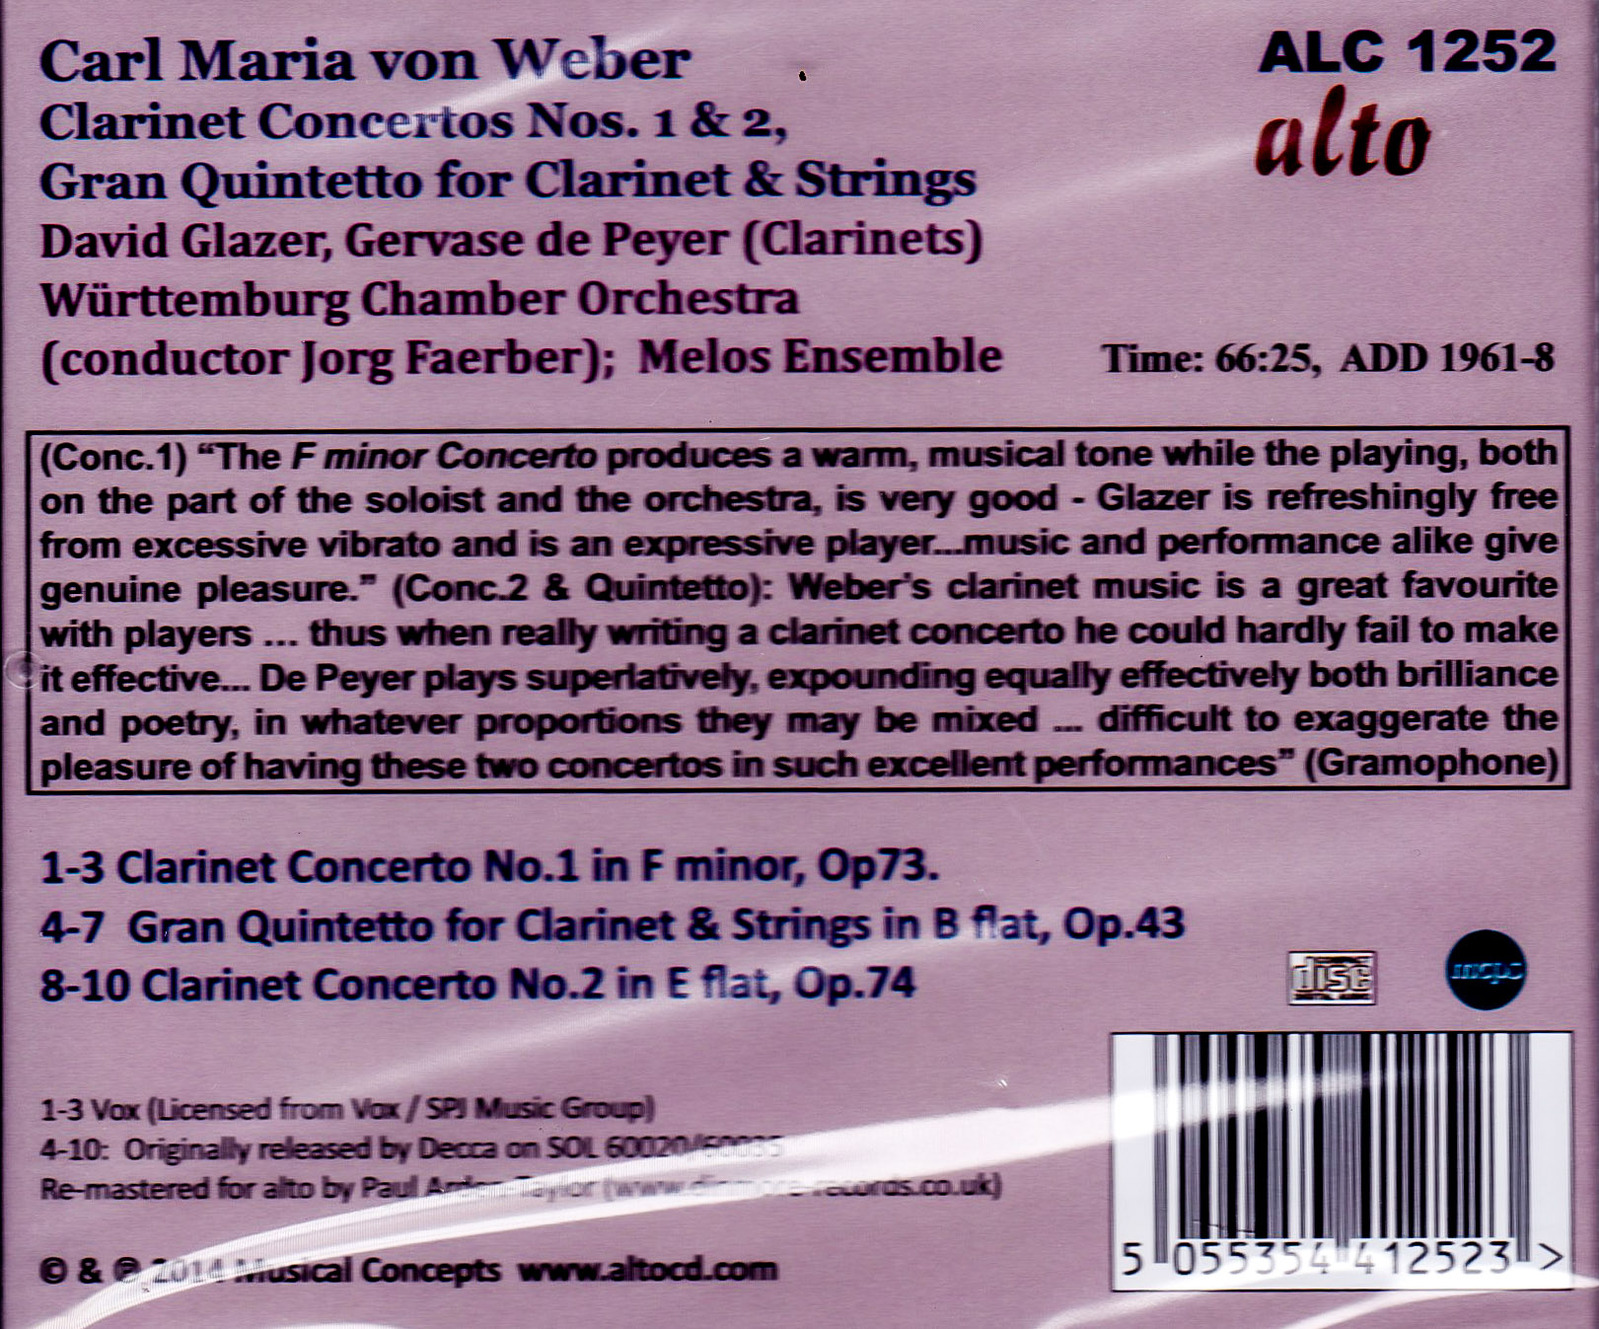 Carl Maria von Weber
ALC 1252
Clarinet Concertos Nos. 1 & 2,
alto
Gran Quintetto for Clarinet & Strings
David Glazer, Gervase de Peyer (Clarinets)
Württemburg Chamber Orchestra
(conductor Jorg Faerber); Melos Ensemble
Time: 66:25, ADD 1961-8
(Conc.1) “The F minor Concerto produces a warm, musical tone while the playing, both
on the part of the soloist and the orchestra, is very good - Glazer is refreshingly free
from excessive vibrato and is an expressive player...music and performance alike give
genuine pleasure.” (Conc.2 & Quintetto): Weber's clarinet music is a great favourite
with players ... thus when really writing a clarinet concerto he could hardly fail to make
it effective... De Peyer plays superlatively, expounding equally effectively both brilliance
and poetry, in whatever proportions they may be mixed ... difficult to exaggerate the
pleasure of having these two concertos in such excellent performances” (Gramophone)
1-3 Clarinet Concerto No.1 in F minor, Op73.
4-7 Gran Quintetto for Clarinet & Strings in B flat, Op.43
8-10 Clarinet Concerto No.2 in E flat, Op.74
disc
1-3 Vox (Licensed from Vox / SPJ Music Group)
4-10: Originally released by Decca on SOL 60020/60035
Re-mastered for alto by Paul Arden-Taylor (www.dinmore-records.co.uk)
© & ℗ 2014 Musical Concepts www.altocd.com
5 055354 412523 >